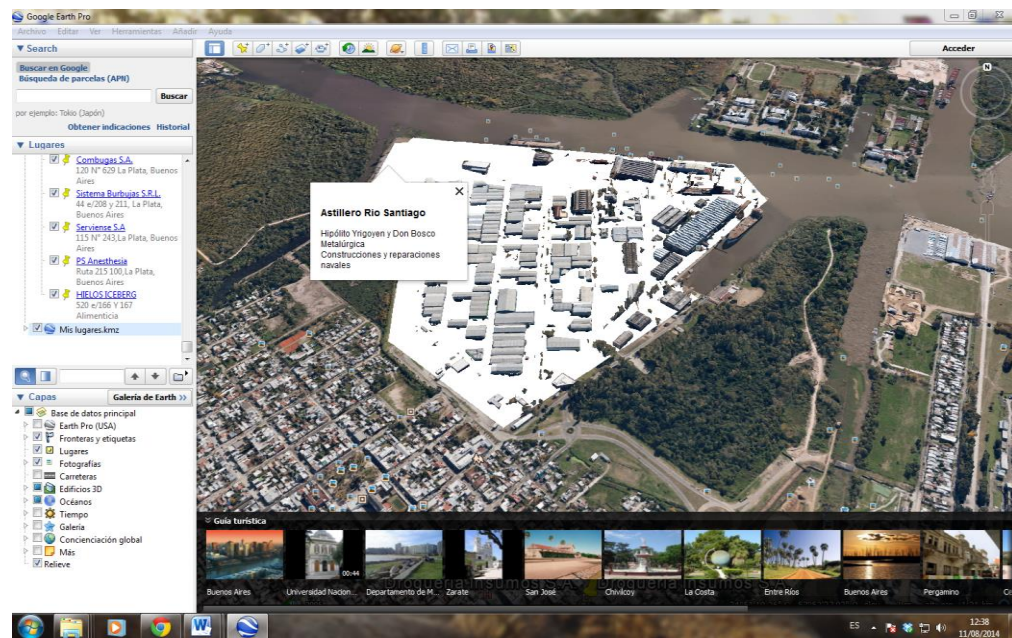 Google Earth Pro
Archivo Editar Ver Herramientas Añadir Ayuda
Search
Buscar en Google
Búsqueda de parcelas (APN)
Buscar
por ejemplo: Tokio (Japón)
Obtener indicaciones Historial
Lugares
Combugas S.A.
120 N° 629 La Plata, Buenos
Aires
Sistema Burbujas S.R.L.
44 e/208 y 211, La Plata,
Buenos Aires
Serviense S.A
115 N° 243,La Plata, Buenos
Aires
PS Anesthesia
Ruta 215 100,La Plata,
Buenos Aires
HIELOS ICEBERG
520 e/166 Y 167
Alimenticia
Mis lugares.kmz
Capas
Galería de Earth >>
Base de datos principal
Earth Pro (USA)
Fronteras y etiquetas
Lugares
Fotografías
Carreteras
Edificios 3D
Océanos
Tiempo
Galería
Concienciación global
Más
Relieve
Acceder
N
Astillero Rio Santiago
Hipólito Yrigoyen y Don Bosco
Metalúrgica
Construcciones y reparaciones
navales
Guía turística
00:44
Buenos Aires
Universidad Nacion...
Departamento de M...
Zarate
San José
Chivilcoy
La Costa
Entre Ríos
Buenos Aires
Pergamino
ES
12:38
11/08/2014